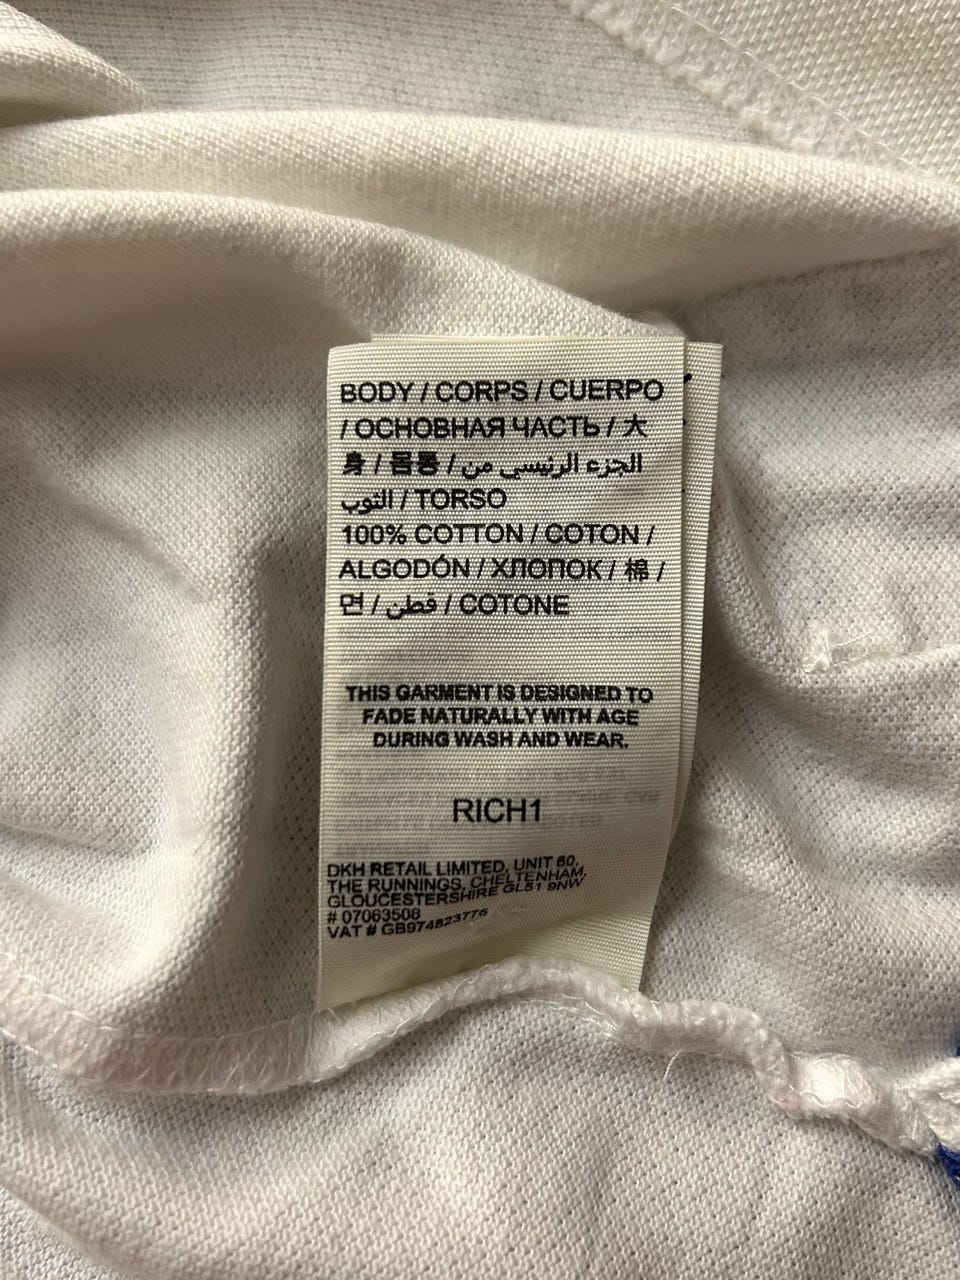 BODY / CORPS / CUERPO
/ ОСНОВНАЯ ЧАСТЬ / 大
身 / 몸통 / الجزء الرئيسي من
الثوب / TORSO
100% COTTON / COTON /
ALGODÓN / ХЛОПОК / 棉 /
면 / قطن / COTONE
THIS GARMENT IS DESIGNED TO
FADE NATURALLY WITH AGE
DURING WASH AND WEAR.
RICH1
DKH RETAIL LIMITED, UNIT 60,
THE RUNNINGS, CHELTENHAM,
GLOUCESTERSHIRE GL51 9NW
# 07063508
VAT # GB974823775